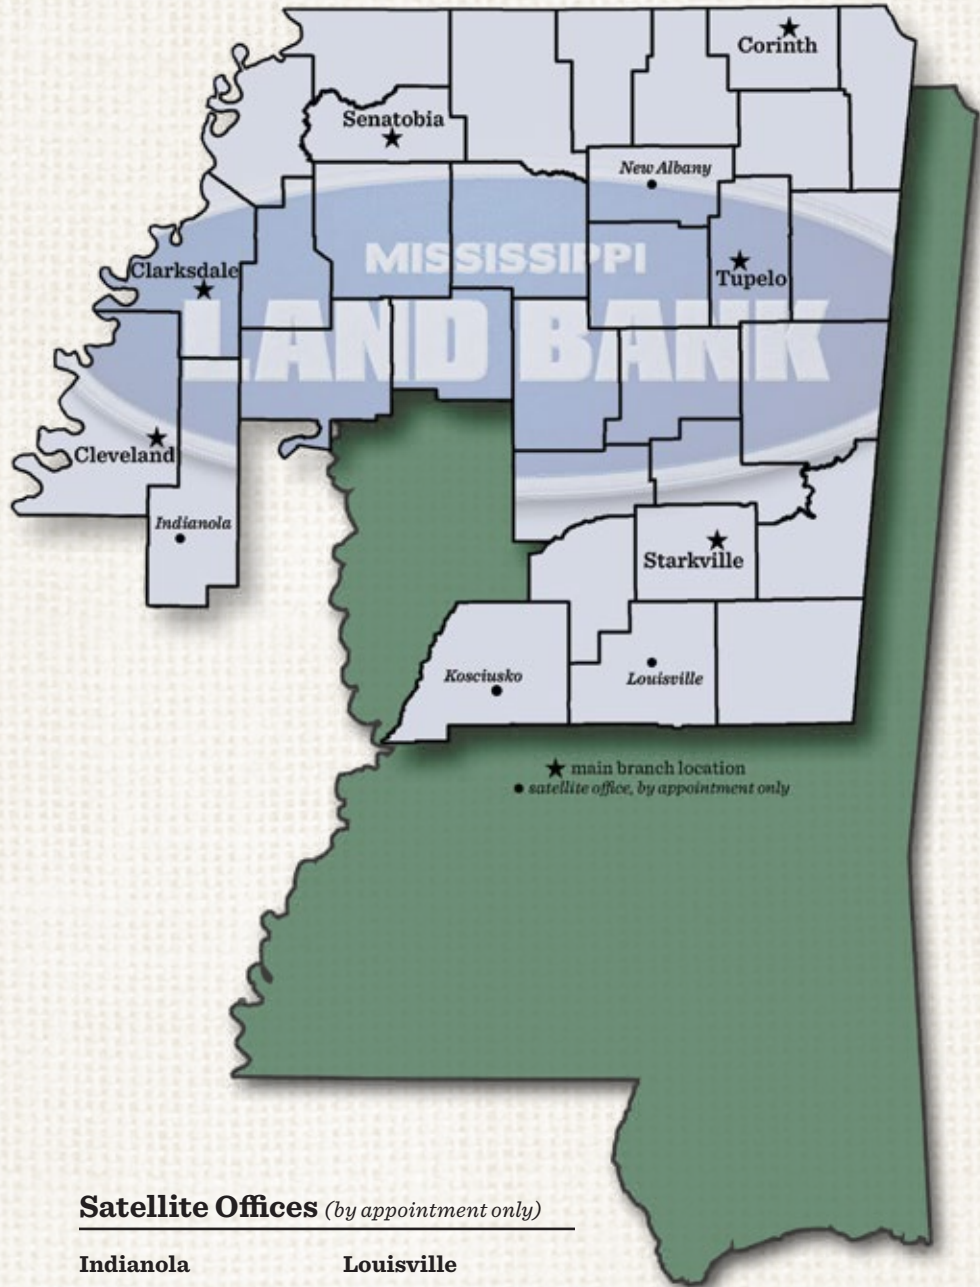 Corinth
Senatobia
New Albany
MISSISSIPPI
Clarksdale
Tupelo
LAND BANK
Cleveland
Indianola
Starkville
Kosciusko
Louisville
★ main branch location
● satellite office, by appointment only
Satellite Offices (by appointment only)
Indianola Louisville